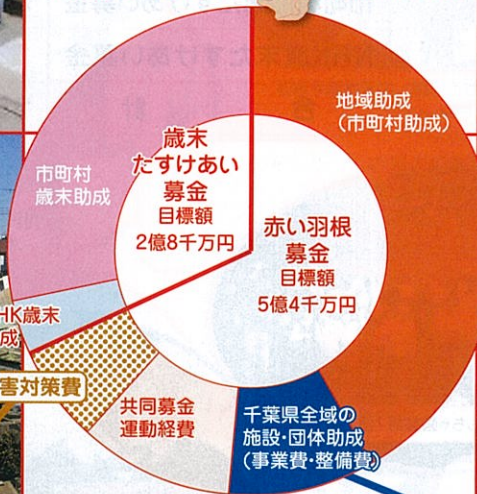 地域助成
（市町村助成）
歳末
たすけあい
募金
目標額
2億8千万円
市町村
歳末助成
赤い羽根
募金
目標額
5億4千万円
HK歳末
成
害対策費
共同募金
運動経費
千葉県全域の
施設・団体助成
（事業費・整備費）